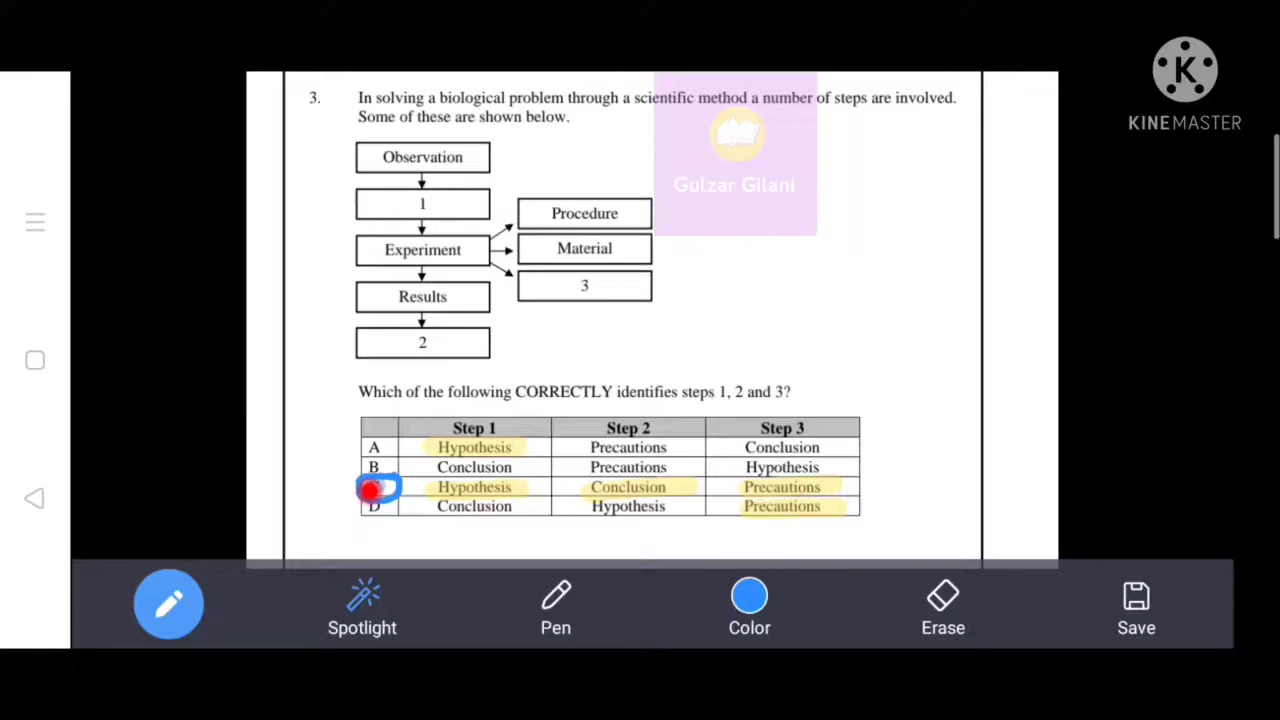 KINEMASTER
3. In solving a biological problem through a scientific method a number of steps are involved.
Some of these are shown below.
Gulzar Gilani
Observation
1
Procedure
Experiment
Material
3
Results
2
Which of the following CORRECTLY identifies steps 1, 2 and 3?
Step 1 Step 2 Step 3
A Hypothesis Precautions Conclusion
B Conclusion Precautions Hypothesis
Hypothesis Conclusion Precautions
D Conclusion Hypothesis Precautions
Spotlight Pen Color Erase Save